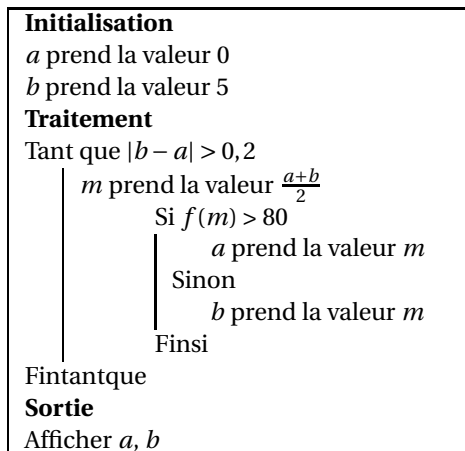 Initialisation
a prend la valeur 0
b prend la valeur 5
Traitement
Tant que |b − a| > 0,2
m prend la valeur \frac{a+b}{2}
Si f(m) > 80
a prend la valeur m
Sinon
b prend la valeur m
Finsi
Fintantque
Sortie
Afficher a, b